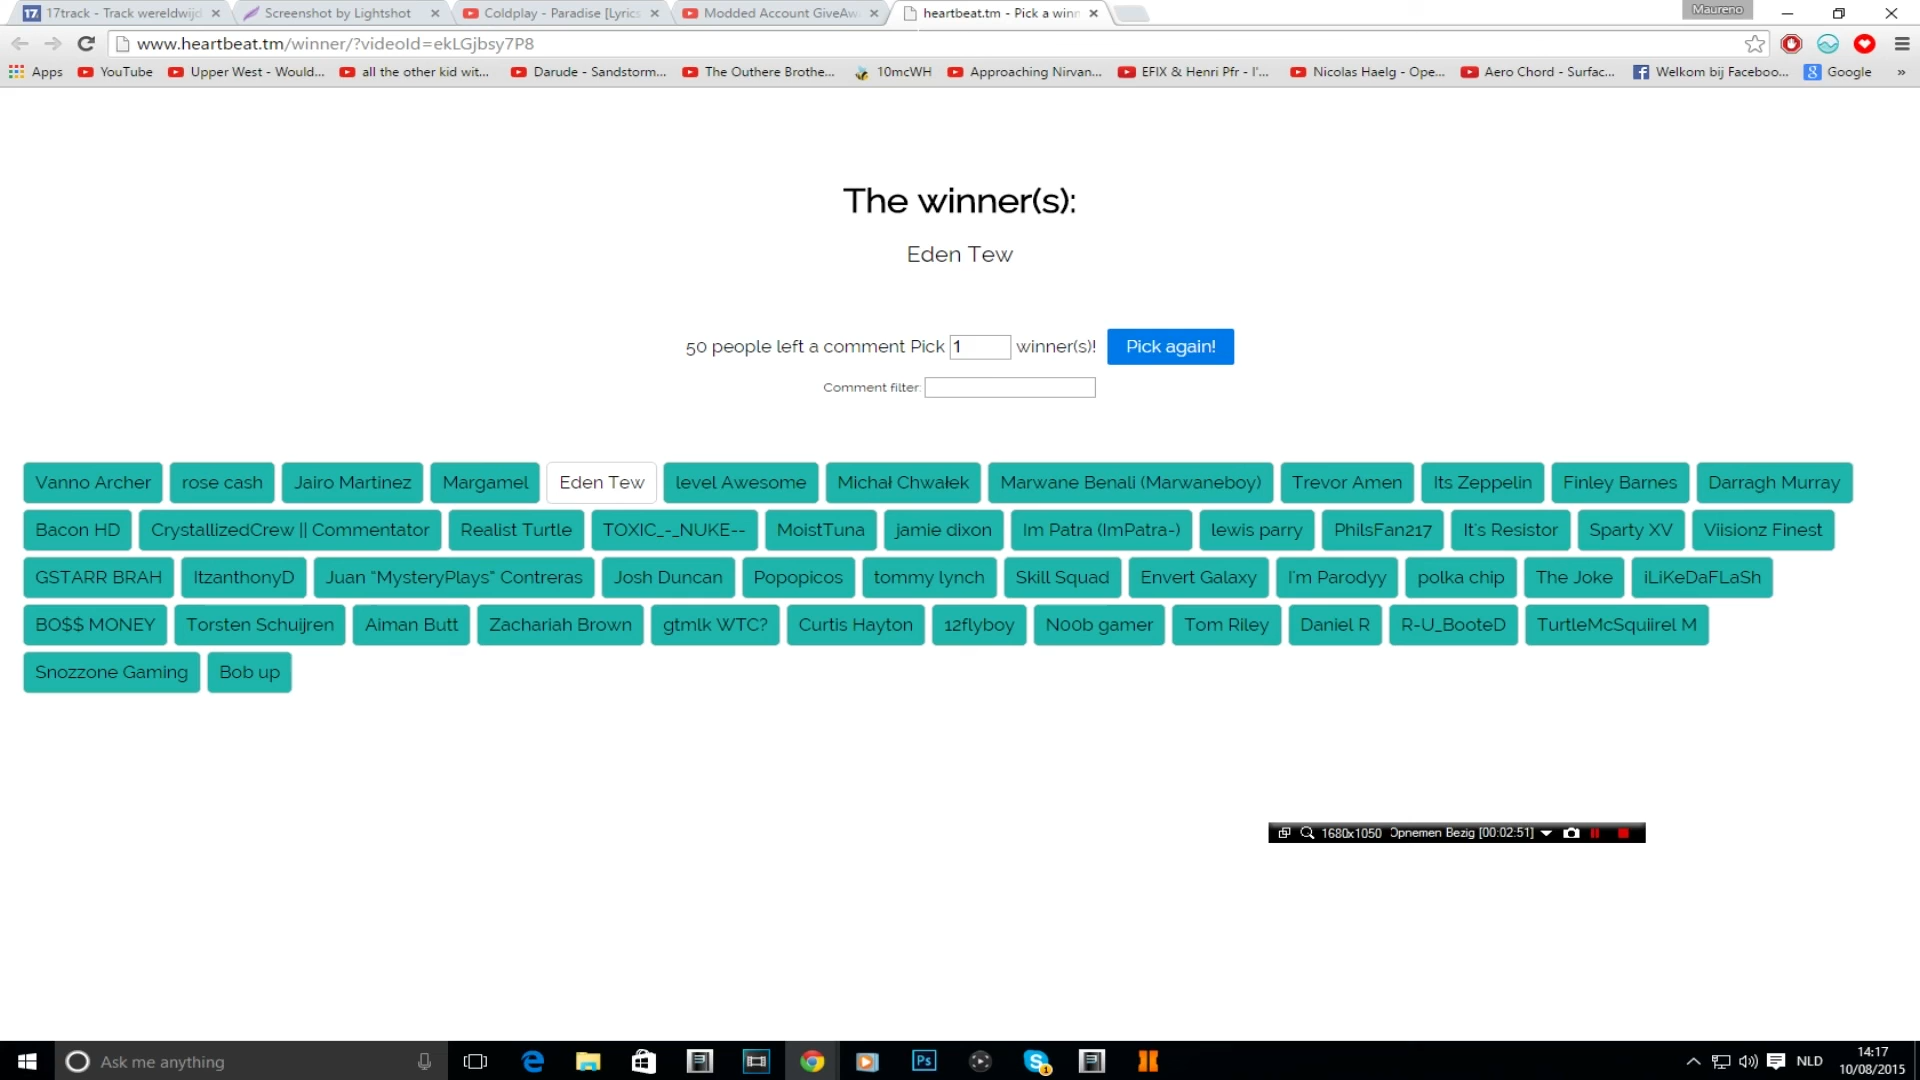 17track - Track wereldwijd
Screenshot by Lightshot
Coldplay - Paradise [Lyrics
Modded Account GiveAw
heartbeat.tm - Pick a winn
Maureno
www.heartbeat.tm/winner/?videoId=ekLGjbsy7P8
Apps YouTube Upper West - Would... all the other kid wit... Darude - Sandstorm... The Outhere Brothe... 10mcWH Approaching Nirvan... EFIX & Henri Pfr - I'... Nicolas Haelg - Ope... Aero Chord - Surfac... Welkom bij Faceboo... Google »
The winner(s):
Eden Tew
50 people left a comment Pick 1 winner(s)! Pick again!
Comment filter:
Vanno Archer rose cash Jairo Martinez Margamel Eden Tew level Awesome Michał Chwałek Marwane Benali (Marwaneboy) Trevor Amen Its Zeppelin Finley Barnes Darragh Murray
Bacon HD CrystallizedCrew || Commentator Realist Turtle TOXIC_-_NUKE-- MoistTuna jamie dixon Im Patra (ImPatra-) lewis parry PhilsFan217 It's Resistor Sparty XV Viisionz Finest
GSTARR BRAH ItzanthonyD Juan “MysteryPlays” Contreras Josh Duncan Popopicos tommy lynch Skill Squad Envert Galaxy I'm Parodyy polka chip The Joke iLiKeDaFLaSh
BO$$ MONEY Torsten Schuijren Aiman Butt Zachariah Brown gtmlk WTC? Curtis Hayton 12flyboy N00b gamer Tom Riley Daniel R R-U_BooteD TurtleMcSquiirel M
Snozzone Gaming Bob up
1680x1050 Opnemen Bezig [00:02:51]
Ask me anything
NLD
14:17
10/08/2015